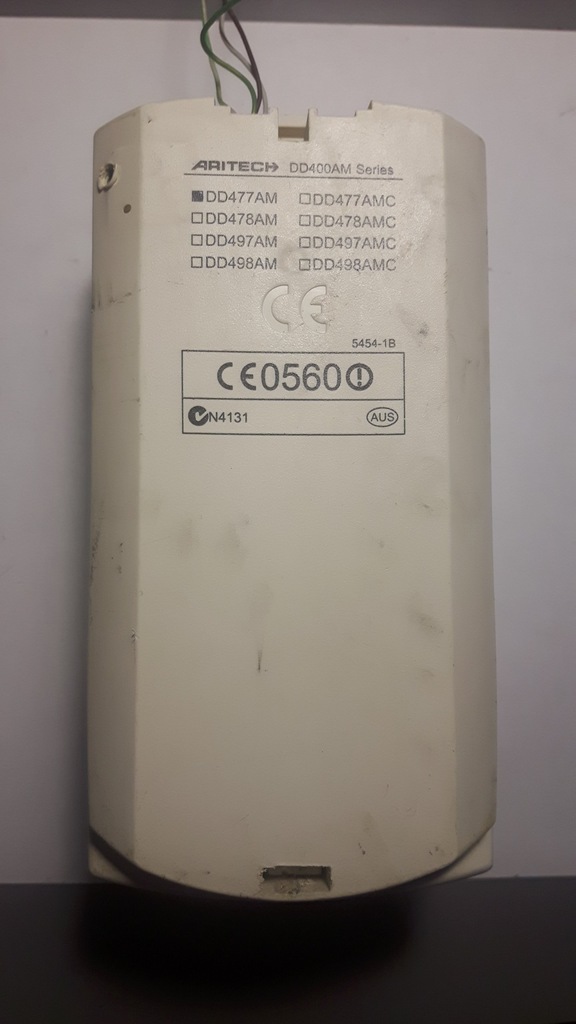 ARITECH DD400AM Series
■DD477AM □DD477AMC
□DD478AM □DD478AMC
□DD497AM □DD497AMC
□DD498AM □DD498AMC
CE
5454-1B
CE0560
N4131 AUS